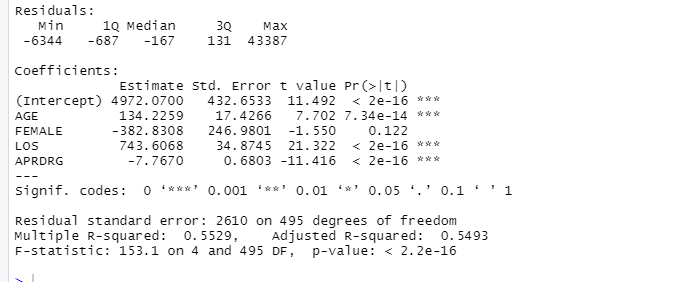 Residuals:
   Min     1Q Median     3Q    Max
 -6344   -687   -167    131  43387

Coefficients:
             Estimate Std. Error t value Pr(>|t|)
(Intercept) 4972.0700   432.6533  11.492  < 2e-16 ***
AGE          134.2259    17.4266   7.702 7.34e-14 ***
FEMALE      -382.8308   246.9801  -1.550    0.122
LOS          743.6068    34.8745  21.322  < 2e-16 ***
APRDRG        -7.7670     0.6803 -11.416  < 2e-16 ***
---
Signif. codes:  0 ‘***’ 0.001 ‘**’ 0.01 ‘*’ 0.05 ‘.’ 0.1 ‘ ’ 1

Residual standard error: 2610 on 495 degrees of freedom
Multiple R-squared:  0.5529,	Adjusted R-squared:  0.5493
F-statistic: 153.1 on 4 and 495 DF,  p-value: < 2.2e-16

>